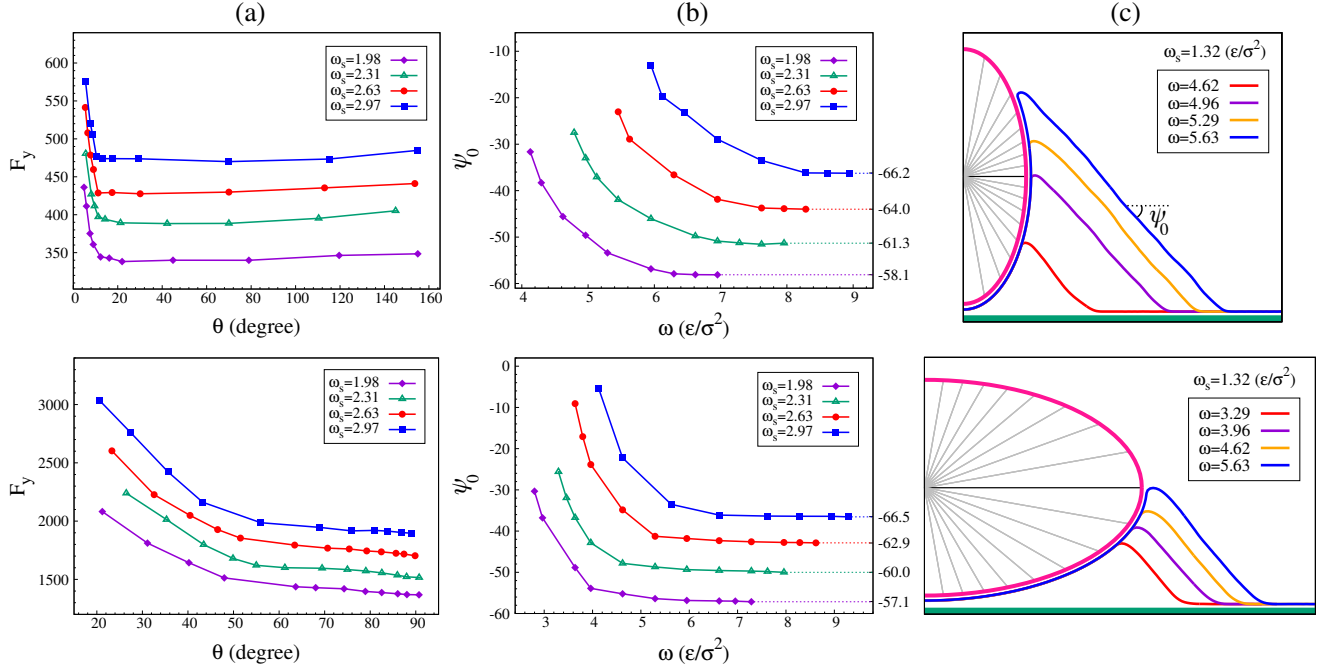 (a)
(b)
(c)
600
550
500
450
400
350
F_y
ω_s=1.98
ω_s=2.31
ω_s=2.63
ω_s=2.97
0 20 40 60 80 100 120 140 160
θ (degree)
-10
-20
-30
-40
-50
-60
ψ_0
ω_s=1.98
ω_s=2.31
ω_s=2.63
ω_s=2.97
-66.2
-64.0
-61.3
-58.1
4 5 6 7 8 9
ω (ε/σ²)
ω_s=1.32 (ε/σ²)
ω=4.62
ω=4.96
ω=5.29
ω=5.63
ψ_0
3000
2500
2000
1500
F_y
ω_s=1.98
ω_s=2.31
ω_s=2.63
ω_s=2.97
20 30 40 50 60 70 80 90
θ (degree)
0
-10
-20
-30
-40
-50
-60
ψ_0
ω_s=1.98
ω_s=2.31
ω_s=2.63
ω_s=2.97
-66.5
-62.9
-60.0
-57.1
3 4 5 6 7 8 9
ω (ε/σ²)
ω_s=1.32 (ε/σ²)
ω=3.29
ω=3.96
ω=4.62
ω=5.63